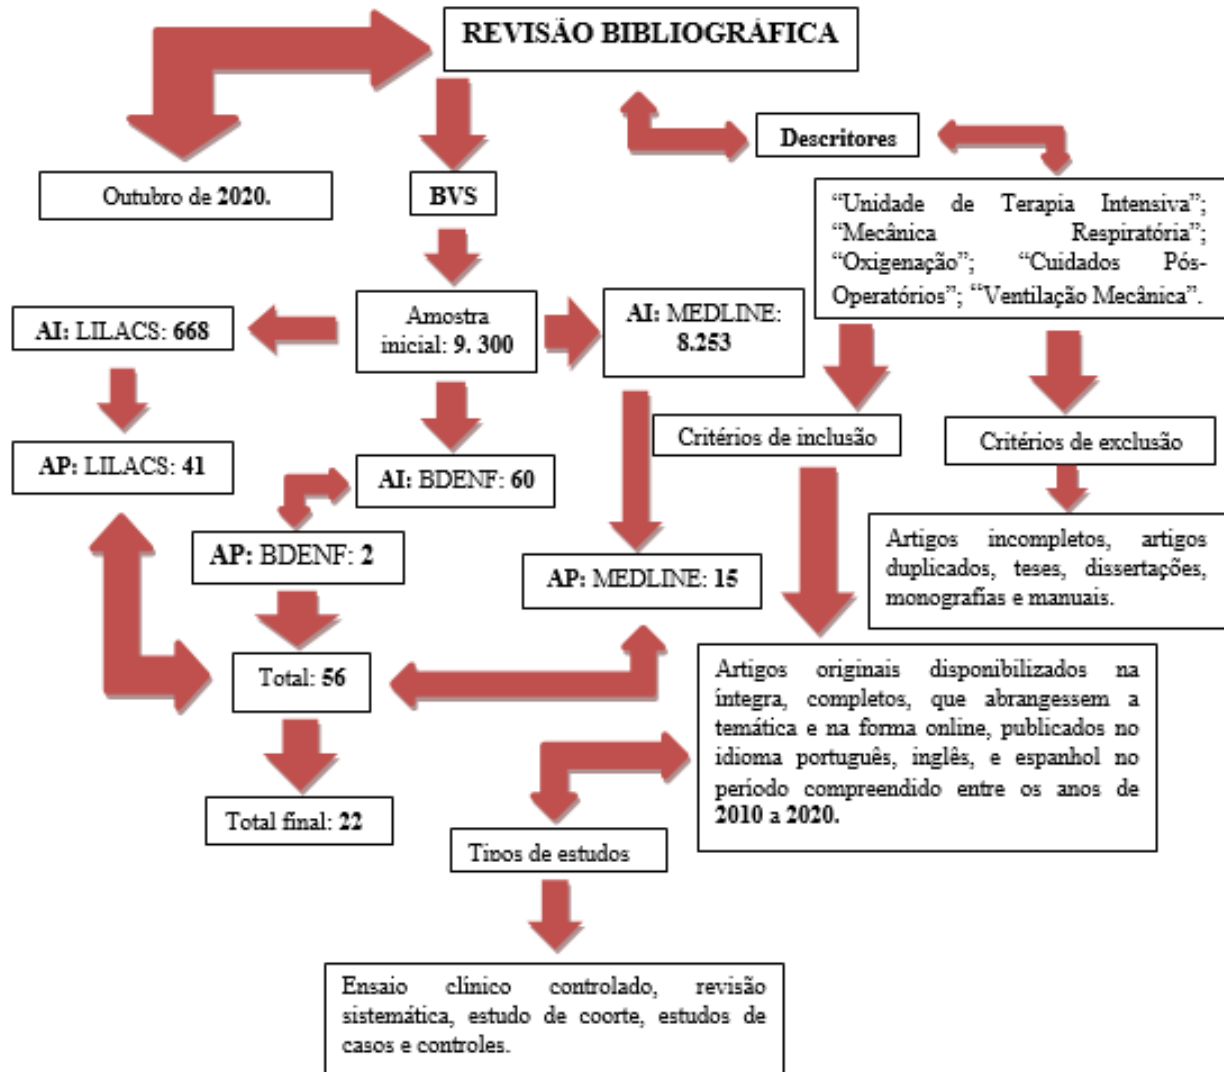 REVISÃO BIBLIOGRÁFICA
Outubro de 2020.
BVS
Descritores
“Unidade de Terapia Intensiva”;
“Mecânica Respiratória”;
“Oxigenação”; “Cuidados Pós-
Operatórios”; “Ventilação Mecânica”.
AI: LILACS: 668
Amostra
inicial: 9. 300
AI: MEDLINE:
8.253
Critérios de inclusão
Critérios de exclusão
AP: LILACS: 41
AI: BDENF: 60
AP: BDENF: 2
AP: MEDLINE: 15
Artigos incompletos, artigos
duplicados, teses, dissertações,
monografias e manuais.
Total: 56
Artigos originais disponibilizados na
íntegra, completos, que abrangessem a
temática e na forma online, publicados no
idioma português, inglês, e espanhol no
período compreendido entre os anos de
2010 a 2020.
Total final: 22
Tipos de estudos
Ensaio clínico controlado, revisão
sistemática, estudo de coorte, estudos de
casos e controles.